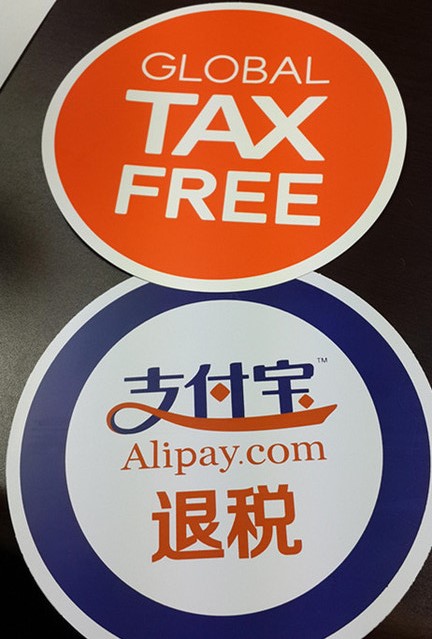 GLOBAL
TAX
FREE
支付宝™
Alipay.com
退税